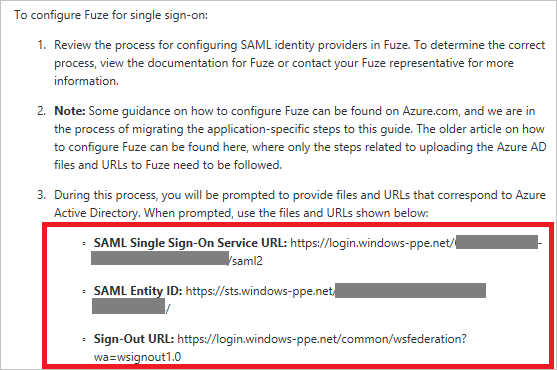 To configure Fuze for single sign-on:
1. Review the process for configuring SAML identity providers in Fuze. To determine the correct
process, view the documentation for Fuze or contact your Fuze representative for more
information.
2. Note: Some guidance on how to configure Fuze can be found on Azure.com, and we are in
the process of migrating the application-specific steps to this guide. The older article on how
to configure Fuze can be found here, where only the steps related to uploading the Azure AD
files and URLs to Fuze need to be followed.
3. During this process, you will be prompted to provide files and URLs that correspond to Azure
Active Directory. When prompted, use the files and URLs shown below:
◦ SAML Single Sign-On Service URL: https://login.windows-ppe.net/ -
/saml2
◦ SAML Entity ID: https://sts.windows-ppe.net/
/
◦ Sign-Out URL: https://login.windows-ppe.net/common/wsfederation?
wa=wsignout1.0